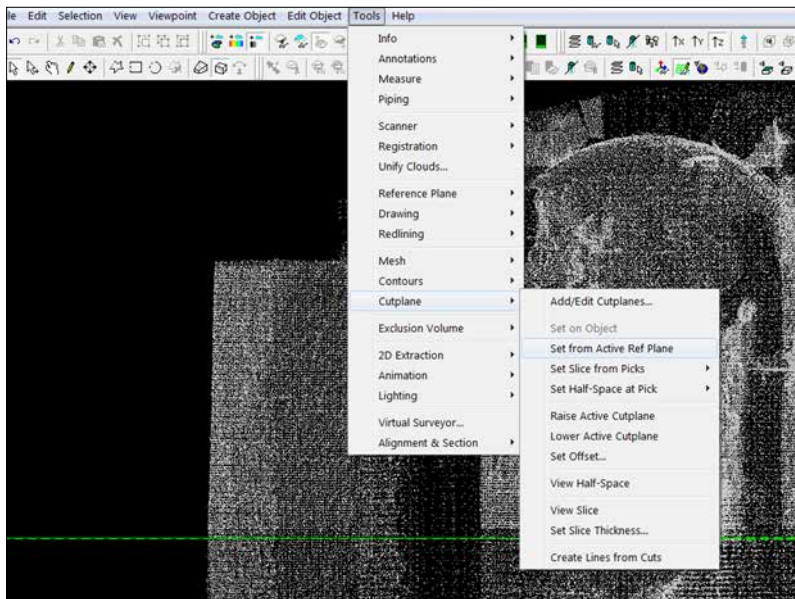 le Edit Selection View Viewpoint Create Object Edit Object Tools Help
Info
Annotations
Measure
Piping
Scanner
Registration
Unify Clouds...
Reference Plane
Drawing
Redlining
Mesh
Contours
Cutplane
Exclusion Volume
2D Extraction
Animation
Lighting
Virtual Surveyor...
Alignment & Section
Add/Edit Cutplanes...
Set on Object
Set from Active Ref Plane
Set Slice from Picks
Set Half-Space at Pick
Raise Active Cutplane
Lower Active Cutplane
Set Offset...
View Half-Space
View Slice
Set Slice Thickness...
Create Lines from Cuts